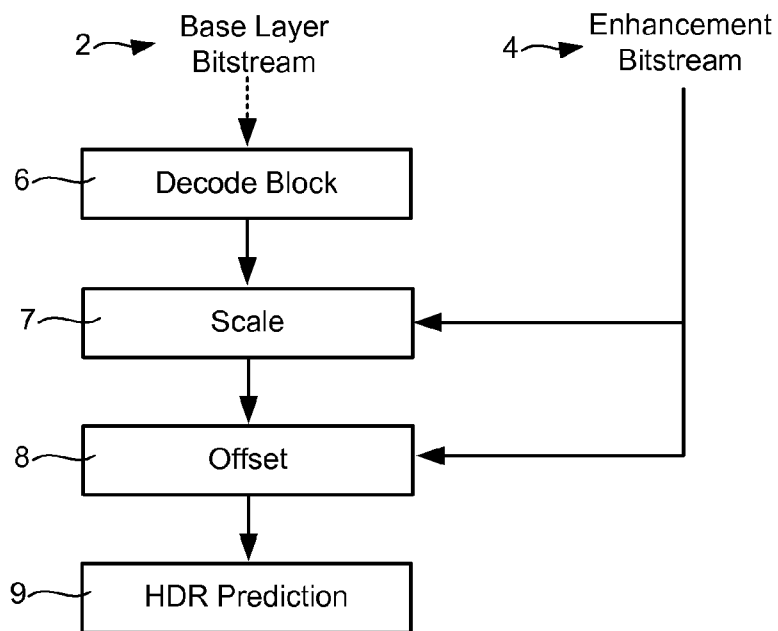 2
Base Layer
Bitstream
4
Enhancement
Bitstream
6
Decode Block
7
Scale
8
Offset
9
HDR Prediction